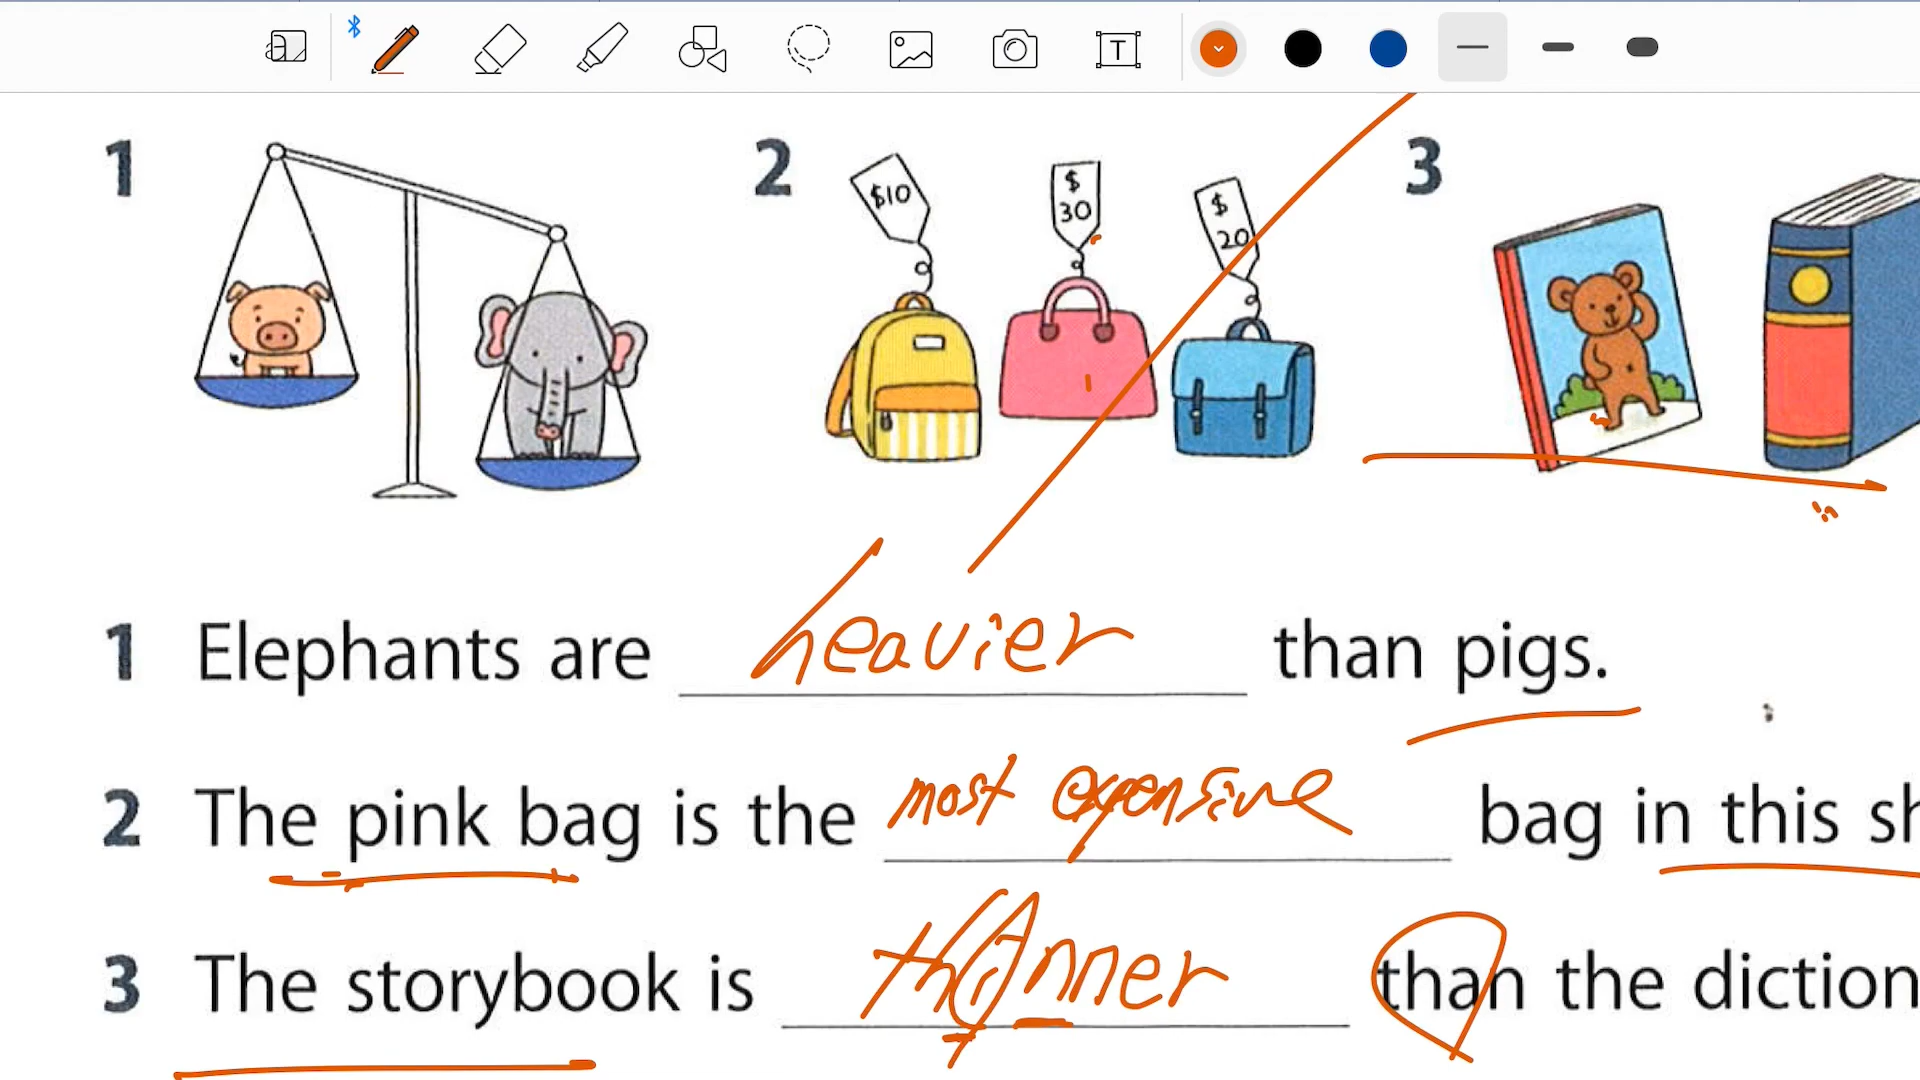 T
1
2
3
$10
$
30
$
20
1 Elephants are heavier than pigs.
2 The pink bag is the most expensive bag in this sh
3 The storybook is thinner than the diction